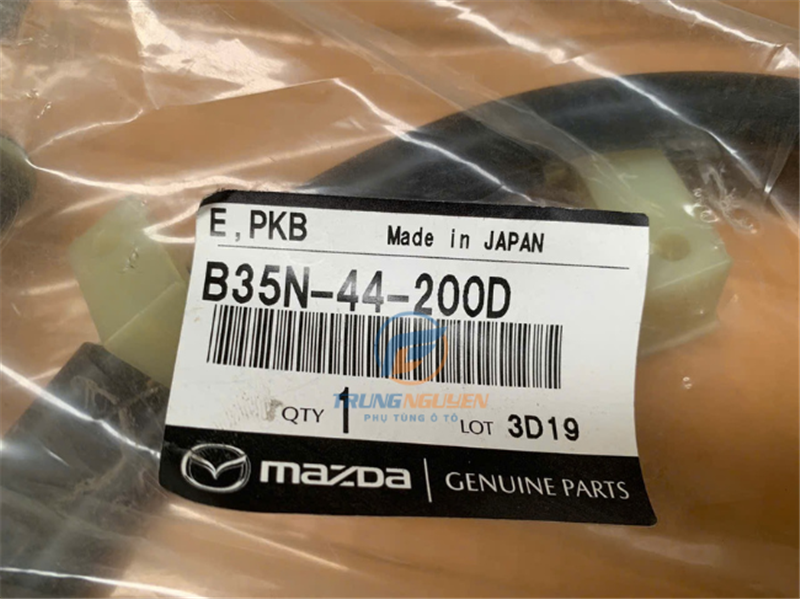 E,PKB Made in JAPAN
B35N-44-200D
TRUNG NGUYEN
PHỤ TÙNG Ô TÔ
QTY 1 LOT 3D19
mazda GENUINE PARTS